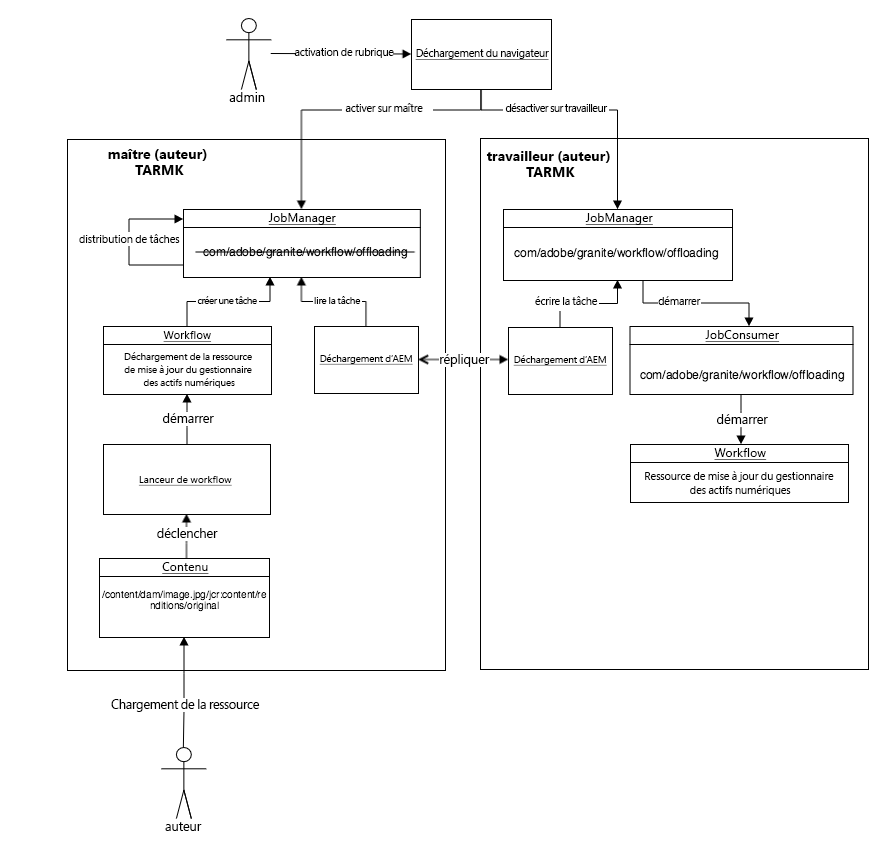 activation de rubrique
Déchargement du navigateur
admin
activer sur maître
désactiver sur travailleur
maître (auteur)
TARMK
travailleur (auteur)
TARMK
JobManager
com/adobe/granite/workflow/offloading
distribution de tâches
JobManager
com/adobe/granite/workflow/offloading
créer une tâche
lire la tâche
écrire la tâche
démarrer
Workflow
Déchargement de la ressource
de mise à jour du gestionnaire
des actifs numériques
Déchargement d'AEM
répliquer
Déchargement d'AEM
JobConsumer
com/adobe/granite/workflow/offloading
démarrer
démarrer
Lanceur de workflow
Workflow
Ressource de mise à jour du gestionnaire
des actifs numériques
déclencher
Contenu
/content/dam/image.jpg/jcr:content/re
nditions/original
Chargement de la ressource
auteur